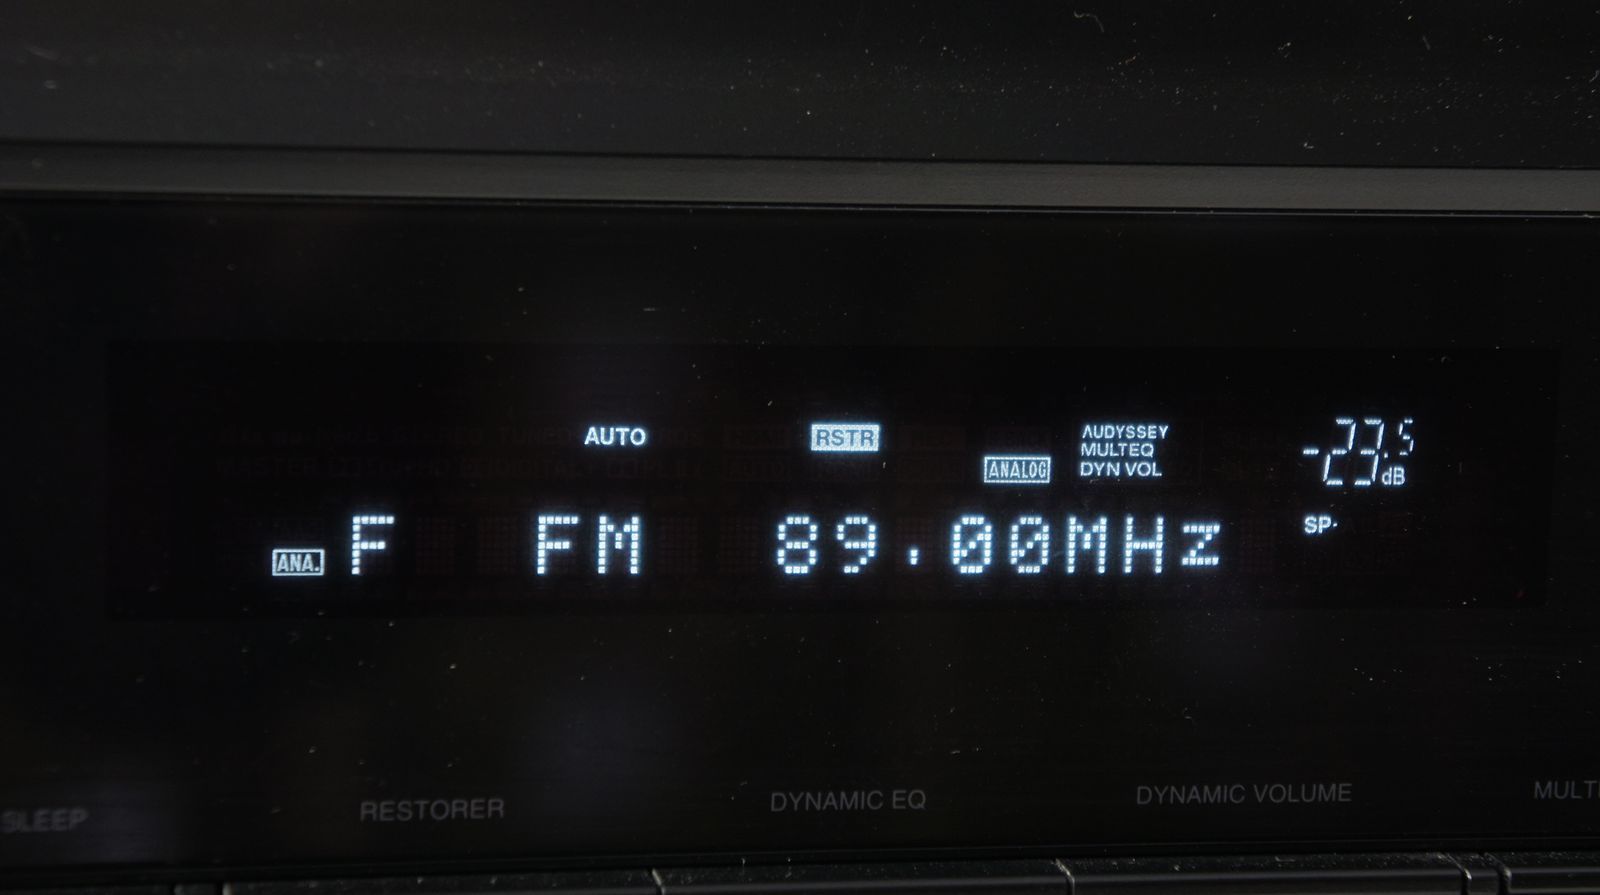 AUTO RSTR AUDYSSEY
MULTEQ
ANALOG DYN VOL
-23.5
dB
ANA. F FM 89.00MHz SP
SLEEP RESTORER DYNAMIC EQ DYNAMIC VOLUME MULT